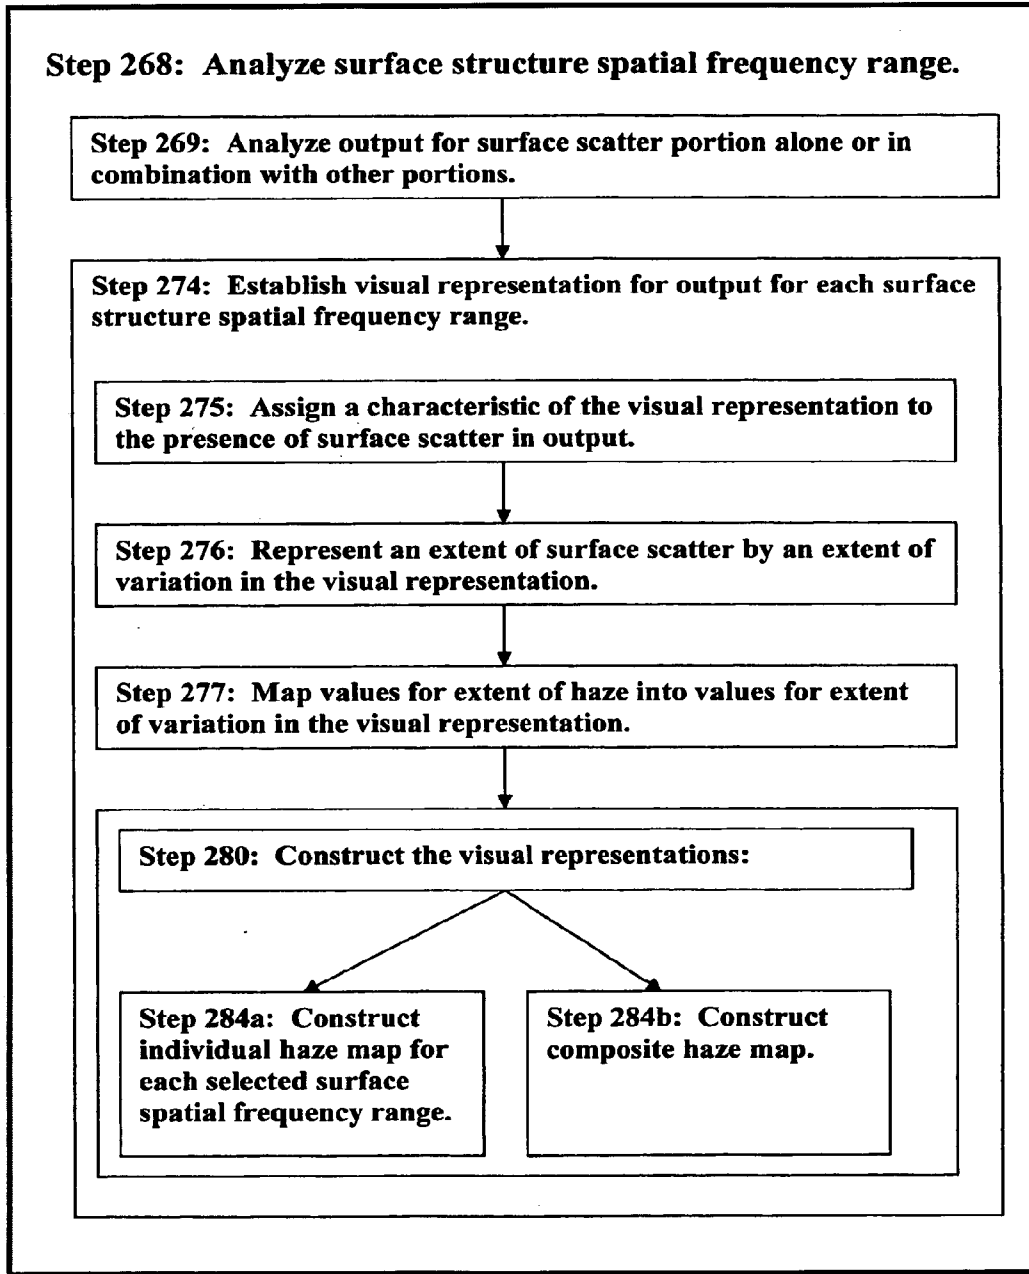 Step 268: Analyze surface structure spatial frequency range.
Step 269: Analyze output for surface scatter portion alone or in
combination with other portions.
Step 274: Establish visual representation for output for each surface
structure spatial frequency range.
Step 275: Assign a characteristic of the visual representation to
the presence of surface scatter in output.
Step 276: Represent an extent of surface scatter by an extent of
variation in the visual representation.
Step 277: Map values for extent of haze into values for extent
of variation in the visual representation.
Step 280: Construct the visual representations:
Step 284a: Construct
individual haze map for
each selected surface
spatial frequency range.
Step 284b: Construct
composite haze map.